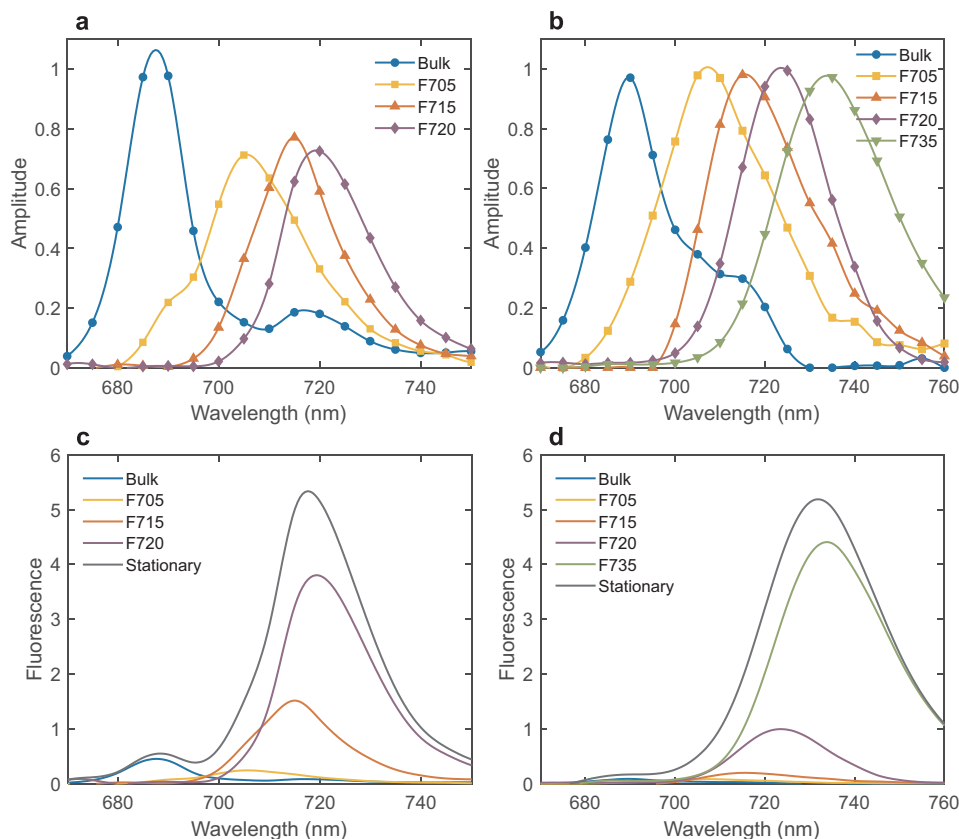 a
Amplitude
1
0.8
0.6
0.4
0.2
0
680
700
720
740
Wavelength (nm)
Bulk
F705
F715
F720
b
Amplitude
1
0.8
0.6
0.4
0.2
0
680
700
720
740
760
Wavelength (nm)
Bulk
F705
F715
F720
F735
c
Fluorescence
6
5
4
3
2
1
0
680
700
720
740
Wavelength (nm)
Bulk
F705
F715
F720
Stationary
d
Fluorescence
6
5
4
3
2
1
0
680
700
720
740
760
Wavelength (nm)
Bulk
F705
F715
F720
F735
Stationary